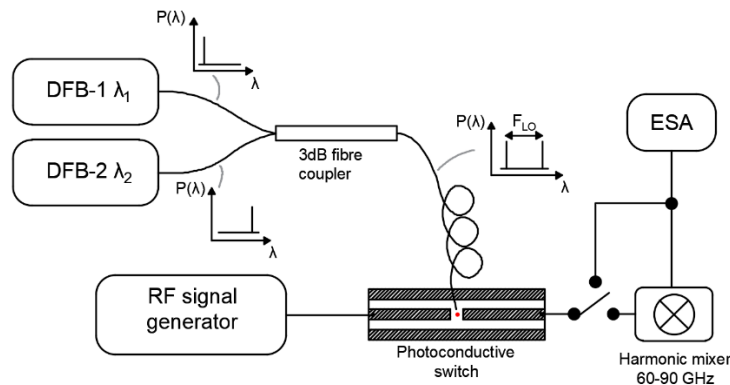 P(λ)
λ
DFB-1 λ1
DFB-2 λ2
P(λ)
λ
3dB fibre
coupler
P(λ)
FLO
λ
ESA
RF signal
generator
Photoconductive
switch
Harmonic mixer
60-90 GHz